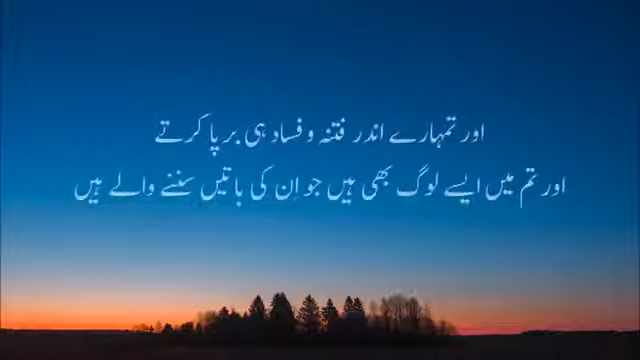 اور تمہارے اندر فتنہ و فساد ہی برپا کرتے
اور تم میں ایسے لوگ بھی ہیں جو اِن کی باتیں سننے والے ہیں